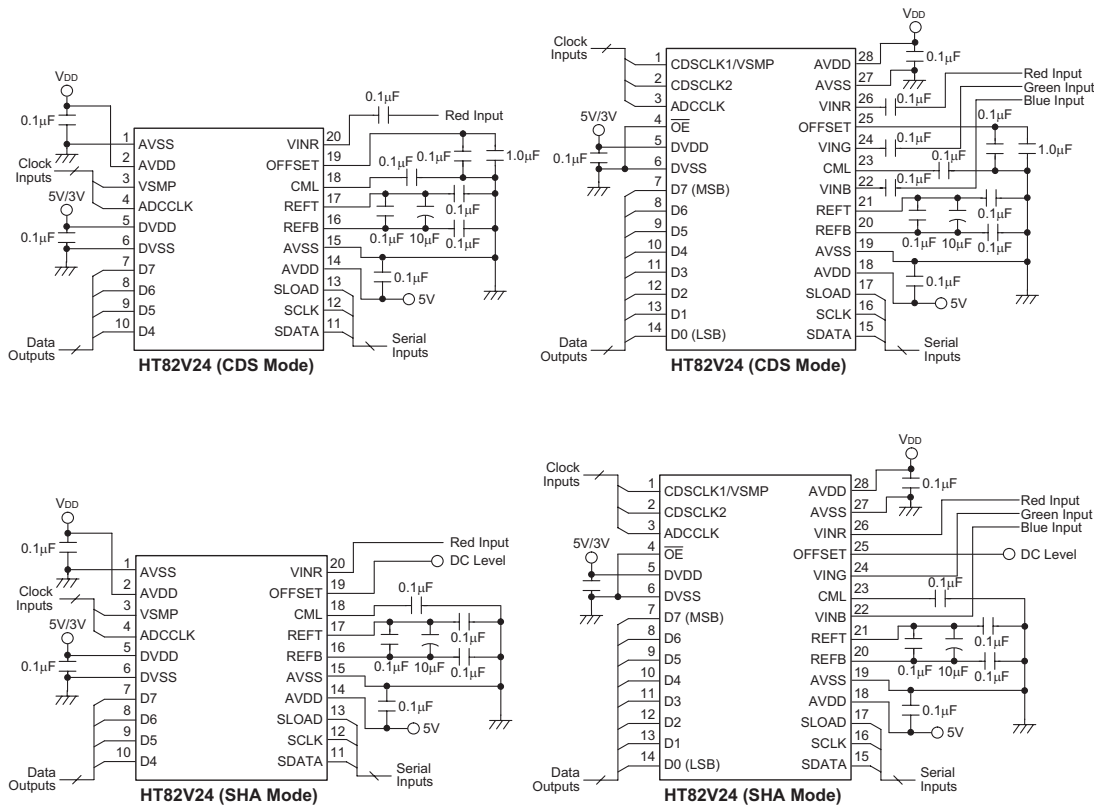 VDD
0.1μF
0.1μF
Red Input
1 AVSS VINR 20
2 AVDD OFFSET 19
0.1μF 0.1μF 1.0μF
Clock Inputs
3 VSMP CML 18
0.1μF
5V/3V
4 ADCCLK REFT 17
5 DVDD REFB 16
0.1μF
0.1μF 10μF 0.1μF
6 DVSS AVSS 15
7 D7 AVDD 14
0.1μF
8 D6 SLOAD 13
5V
9 D5 SCLK 12
10 D4 SDATA 11
Data Outputs
Serial Inputs
HT82V24 (CDS Mode)
VDD
Clock Inputs
0.1μF
1 CDSCLK1/VSMP AVDD 28
2 CDSCLK2 AVSS 27
Red Input
Green Input
Blue Input
3 ADCCLK VINR 26
0.1μF
5V/3V
4 OE OFFSET 25
0.1μF
5 DVDD VING 24
0.1μF 0.1μF 1.0μF
6 DVSS CML 23
0.1μF
7 D7 (MSB) VINB 22
0.1μF
8 D6 REFT 21
0.1μF
9 D5 REFB 20
0.1μF 10μF 0.1μF
10 D4 AVSS 19
11 D3 AVDD 18
0.1μF
12 D2 SLOAD 17
5V
13 D1 SCLK 16
14 D0 (LSB) SDATA 15
Data Outputs
Serial Inputs
HT82V24 (CDS Mode)
VDD
0.1μF
Red Input
1 AVSS VINR 20
DC Level
2 AVDD OFFSET 19
Clock Inputs
0.1μF
3 VSMP CML 18
5V/3V
4 ADCCLK REFT 17
0.1μF
5 DVDD REFB 16
0.1μF
0.1μF 10μF 0.1μF
6 DVSS AVSS 15
7 D7 AVDD 14
0.1μF
8 D6 SLOAD 13
5V
9 D5 SCLK 12
10 D4 SDATA 11
Data Outputs
Serial Inputs
HT82V24 (SHA Mode)
VDD
Clock Inputs
0.1μF
1 CDSCLK1/VSMP AVDD 28
2 CDSCLK2 AVSS 27
Red Input
Green Input
Blue Input
3 ADCCLK VINR 26
5V/3V
4 OE OFFSET 25
DC Level
5 DVDD VING 24
0.1μF
6 DVSS CML 23
7 D7 (MSB) VINB 22
0.1μF
8 D6 REFT 21
9 D5 REFB 20
0.1μF 10μF 0.1μF
10 D4 AVSS 19
11 D3 AVDD 18
0.1μF
12 D2 SLOAD 17
5V
13 D1 SCLK 16
14 D0 (LSB) SDATA 15
Data Outputs
Serial Inputs
HT82V24 (SHA Mode)